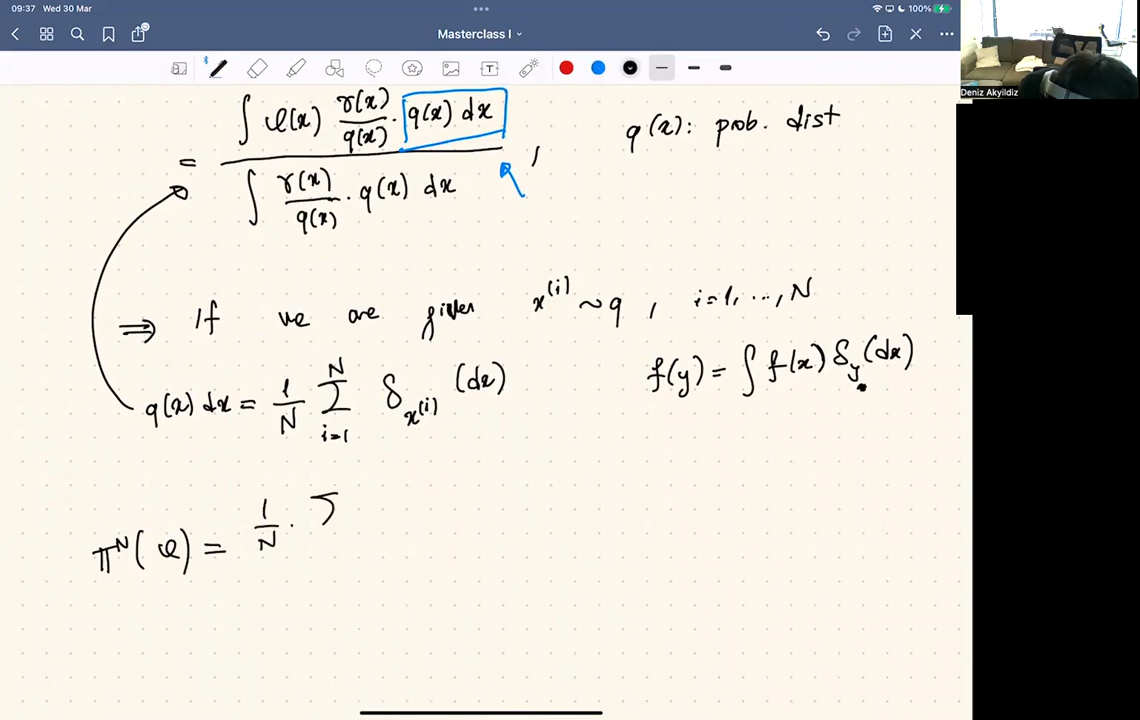 09:37 Wed 30 Mar
100%
Masterclass I
Deniz Akyildiz
= ∫ φ(x) γ(x)/q(x) · q(x) dx / ∫ γ(x)/q(x) · q(x) dx ,
q(x): prob. dist
⇒ If we are given x^(i) ~ q , i=1, ..., N
q(x) dx = 1/N Σ_{i=1}^{N} δ_{x^(i)} (dx)
f(y) = ∫ f(x) δ_y (dx)
π^N(φ) = 1/N · Σ